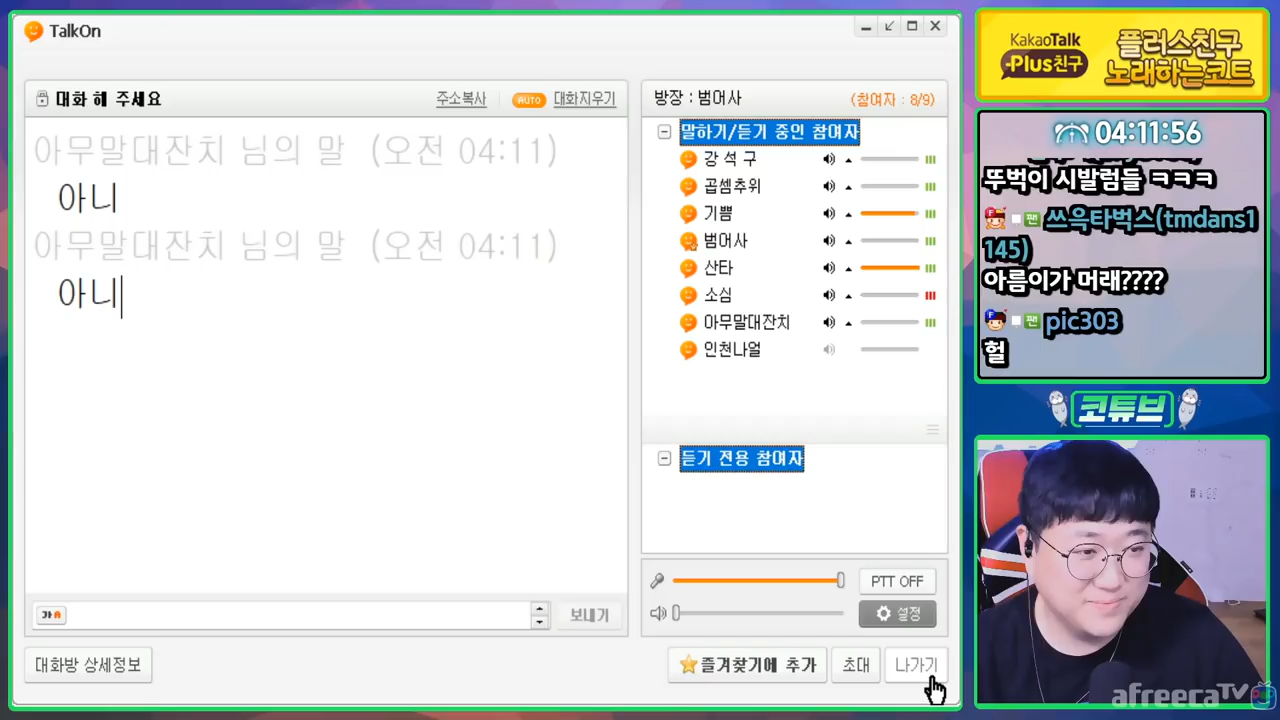 TalkOn
대화 해 주세요
주소복사
AUTO
대화지우기
아무말대잔치 님의 말 (오전 04:11)
아니
아무말대잔치 님의 말 (오전 04:11)
아니
가
보내기
대화방 상세정보
방장 : 범어사
(참여자 : 8/9)
말하기/듣기 중인 참여자
강 석 구
곱셈추위
기쁨
범어사
산타
소심
아무말대잔치
인천나얼
듣기 전용 참여자
PTT OFF
설정
즐겨찾기에 추가
초대
나가기
KakaoTalk
Plus친구
플러스친구
노래하는코트
04:11:56
뚜벅이 시발럼들 ㅋㅋㅋ
F 팬 쓰윽타벅스(tmdans1
145)
아름이가 머래????
F 팬 pic303
헐
코튜브
afreecaTV